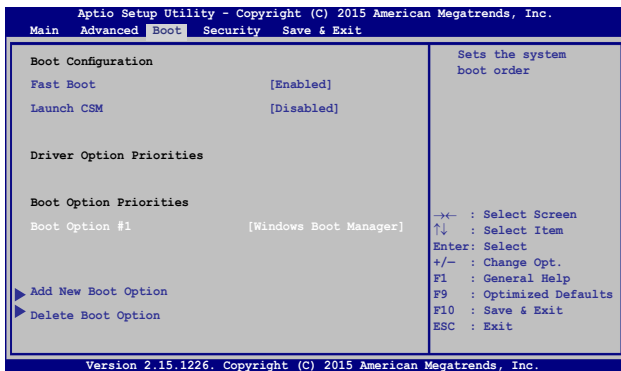 Aptio Setup Utility - Copyright (C) 2015 American Megatrends, Inc.
Main Advanced Boot Security Save & Exit
Boot Configuration
Fast Boot [Enabled]
Launch CSM [Disabled]
Driver Option Priorities
Boot Option Priorities
Boot Option #1 [Windows Boot Manager]
Add New Boot Option
Delete Boot Option
Sets the system
boot order
→← : Select Screen
↑↓ : Select Item
Enter: Select
+/— : Change Opt.
F1 : General Help
F9 : Optimized Defaults
F10 : Save & Exit
ESC : Exit
Version 2.15.1226. Copyright (C) 2015 American Megatrends, Inc.